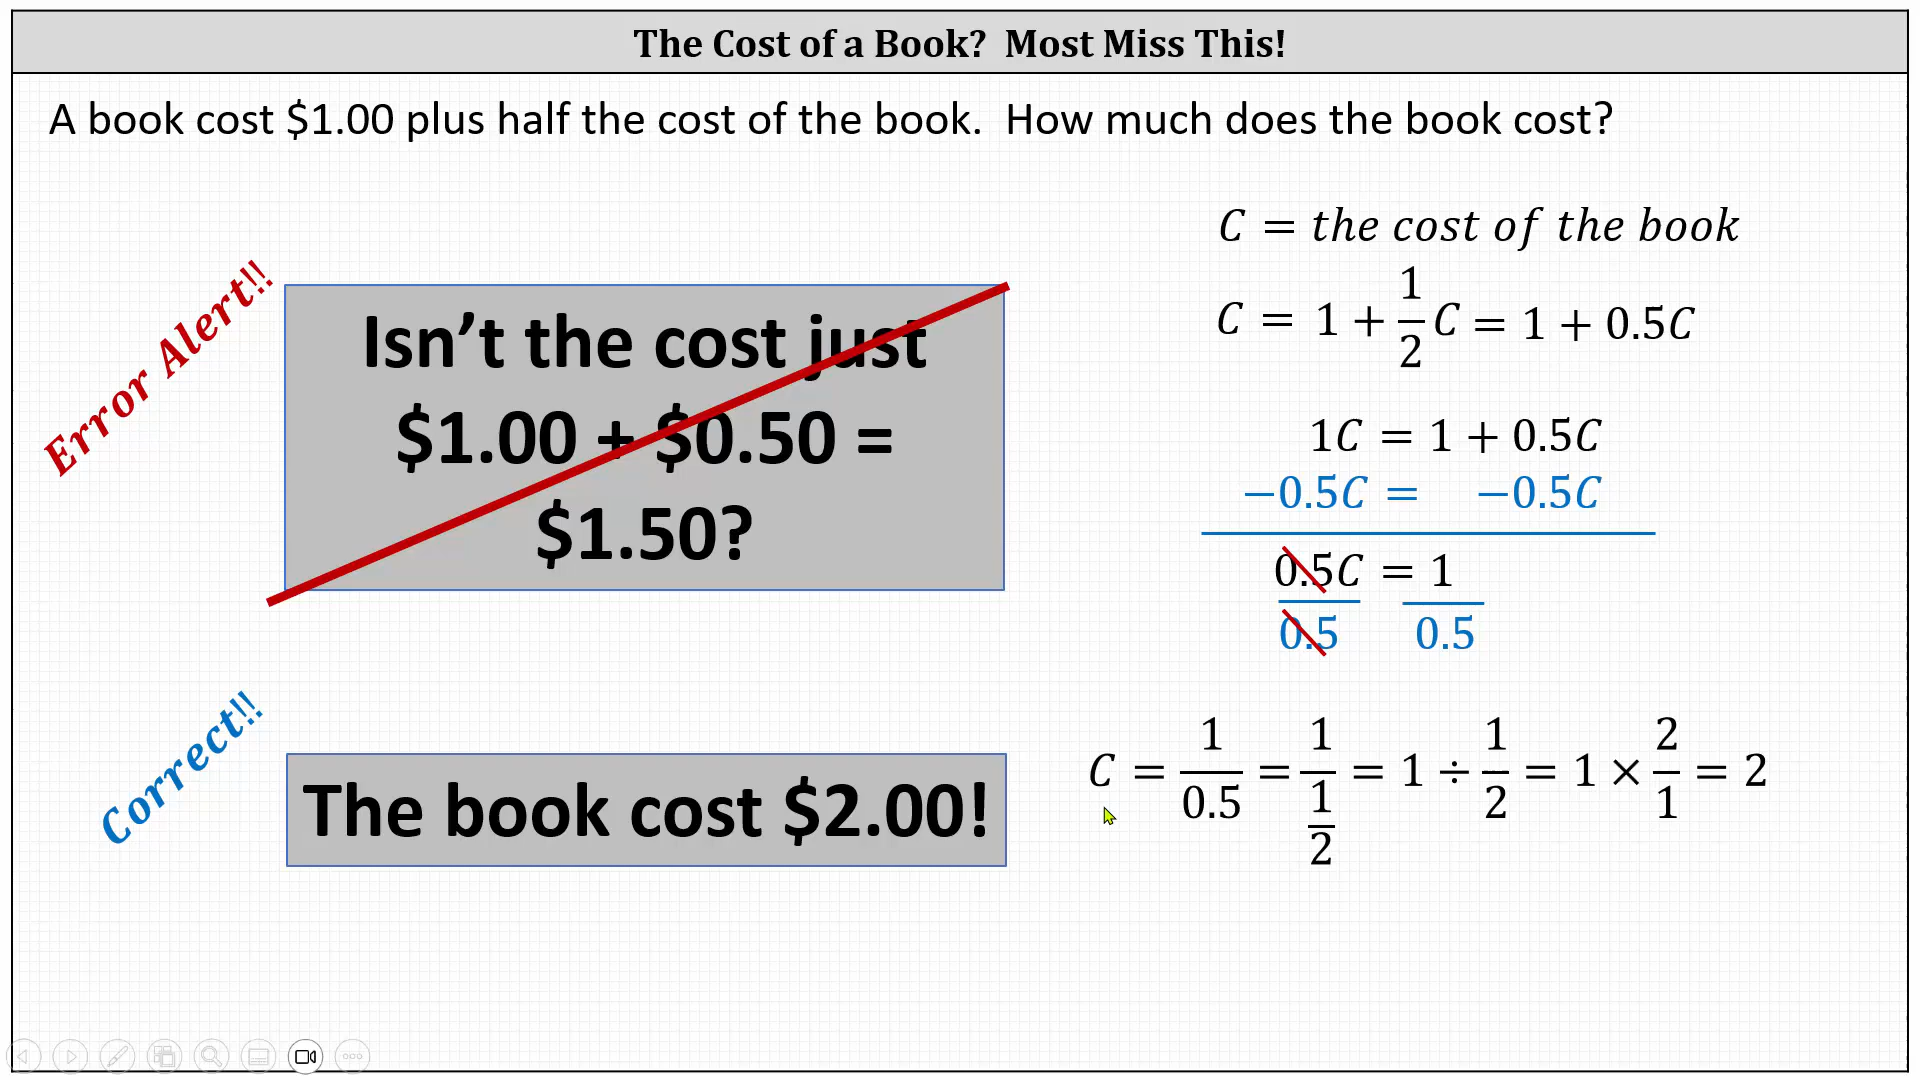 The Cost of a Book?  Most Miss This!
A book cost $1.00 plus half the cost of the book.  How much does the book cost?
Error Alert!!
Isn’t the cost just
$1.00 + $0.50 =
$1.50?
Correct!!
The book cost $2.00!
C = the cost of the book
C = 1 + 1/2 C = 1 + 0.5C
1C = 1 + 0.5C
−0.5C =   −0.5C
0.5C = 1
0.5   0.5
C = 1/0.5 = 1/(1/2) = 1 ÷ 1/2 = 1 × 2/1 = 2